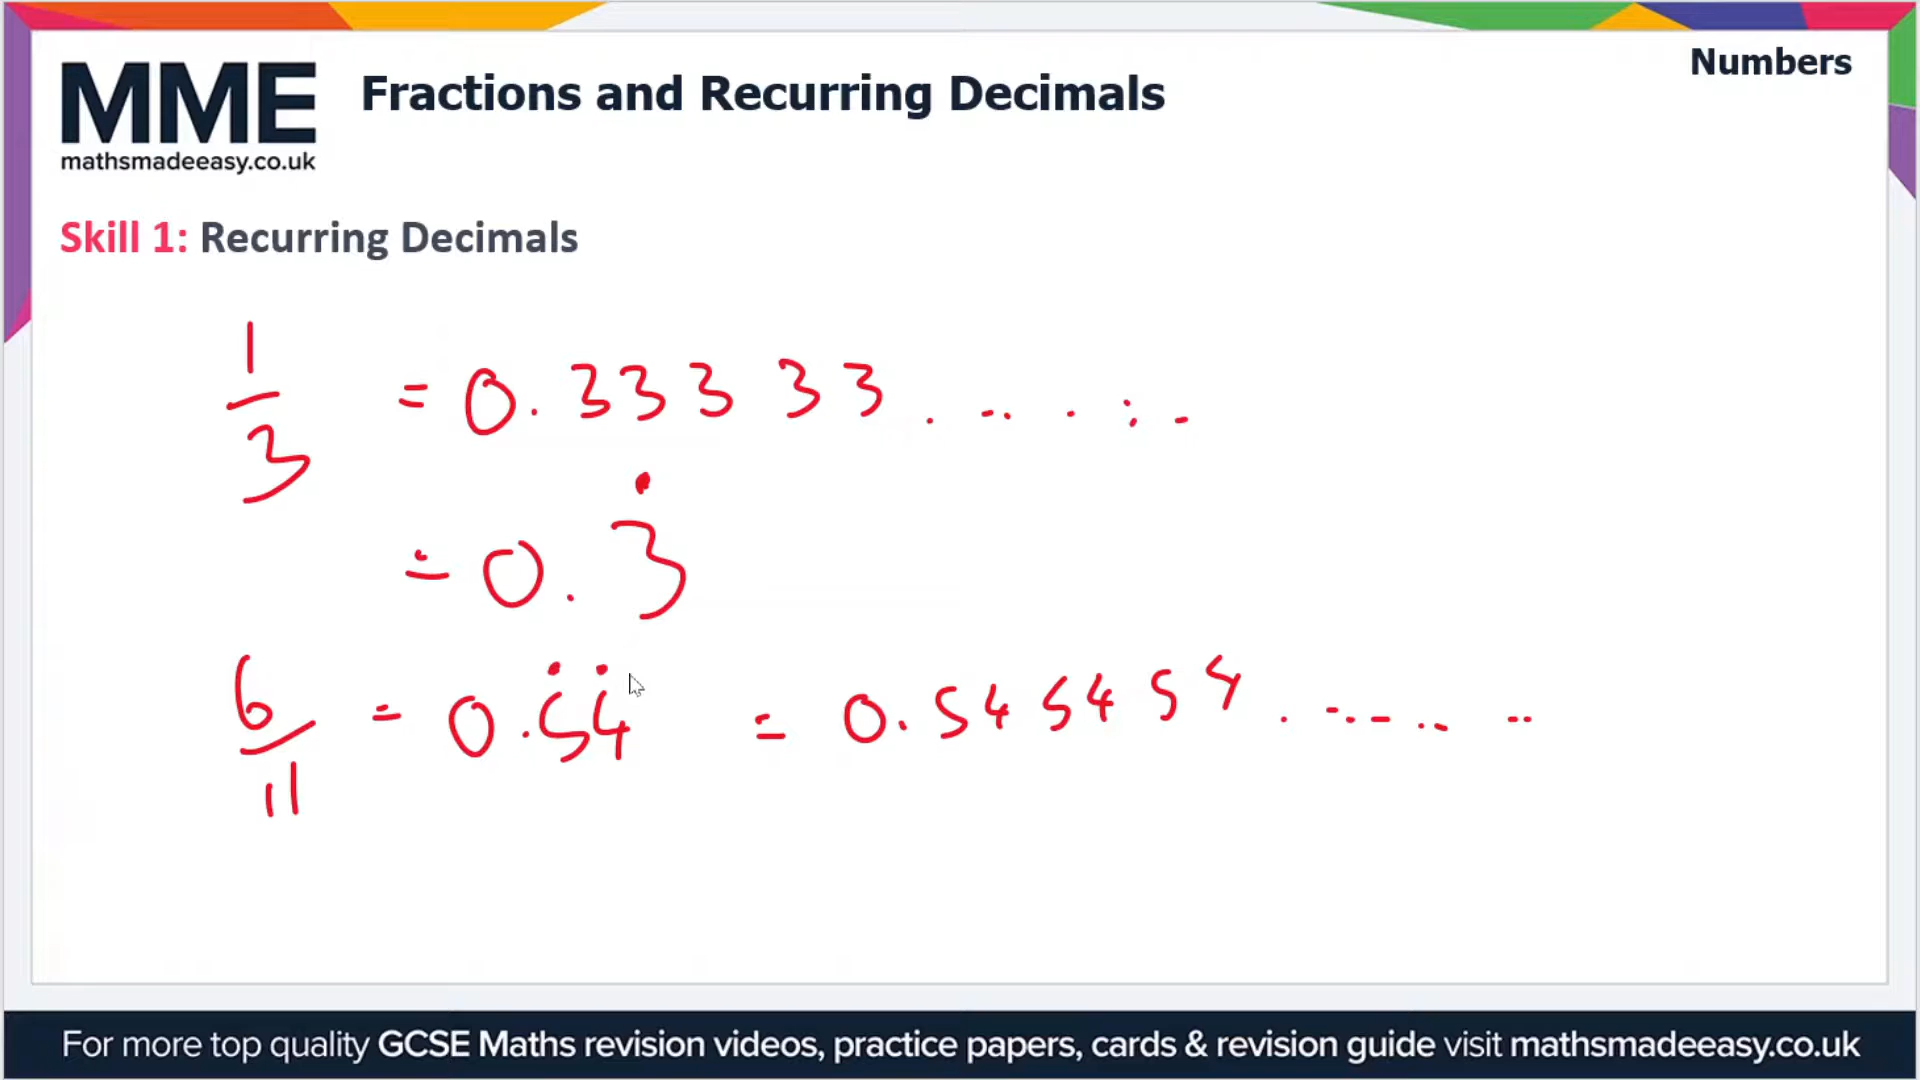 MME
mathsmadeeasy.co.uk
Fractions and Recurring Decimals
Numbers
Skill 1: Recurring Decimals
1/3 = 0.33333.........
= 0.3̇
6/11 = 0.5̇4̇ = 0.545454..........
For more top quality GCSE Maths revision videos, practice papers, cards & revision guide visit mathsmadeeasy.co.uk